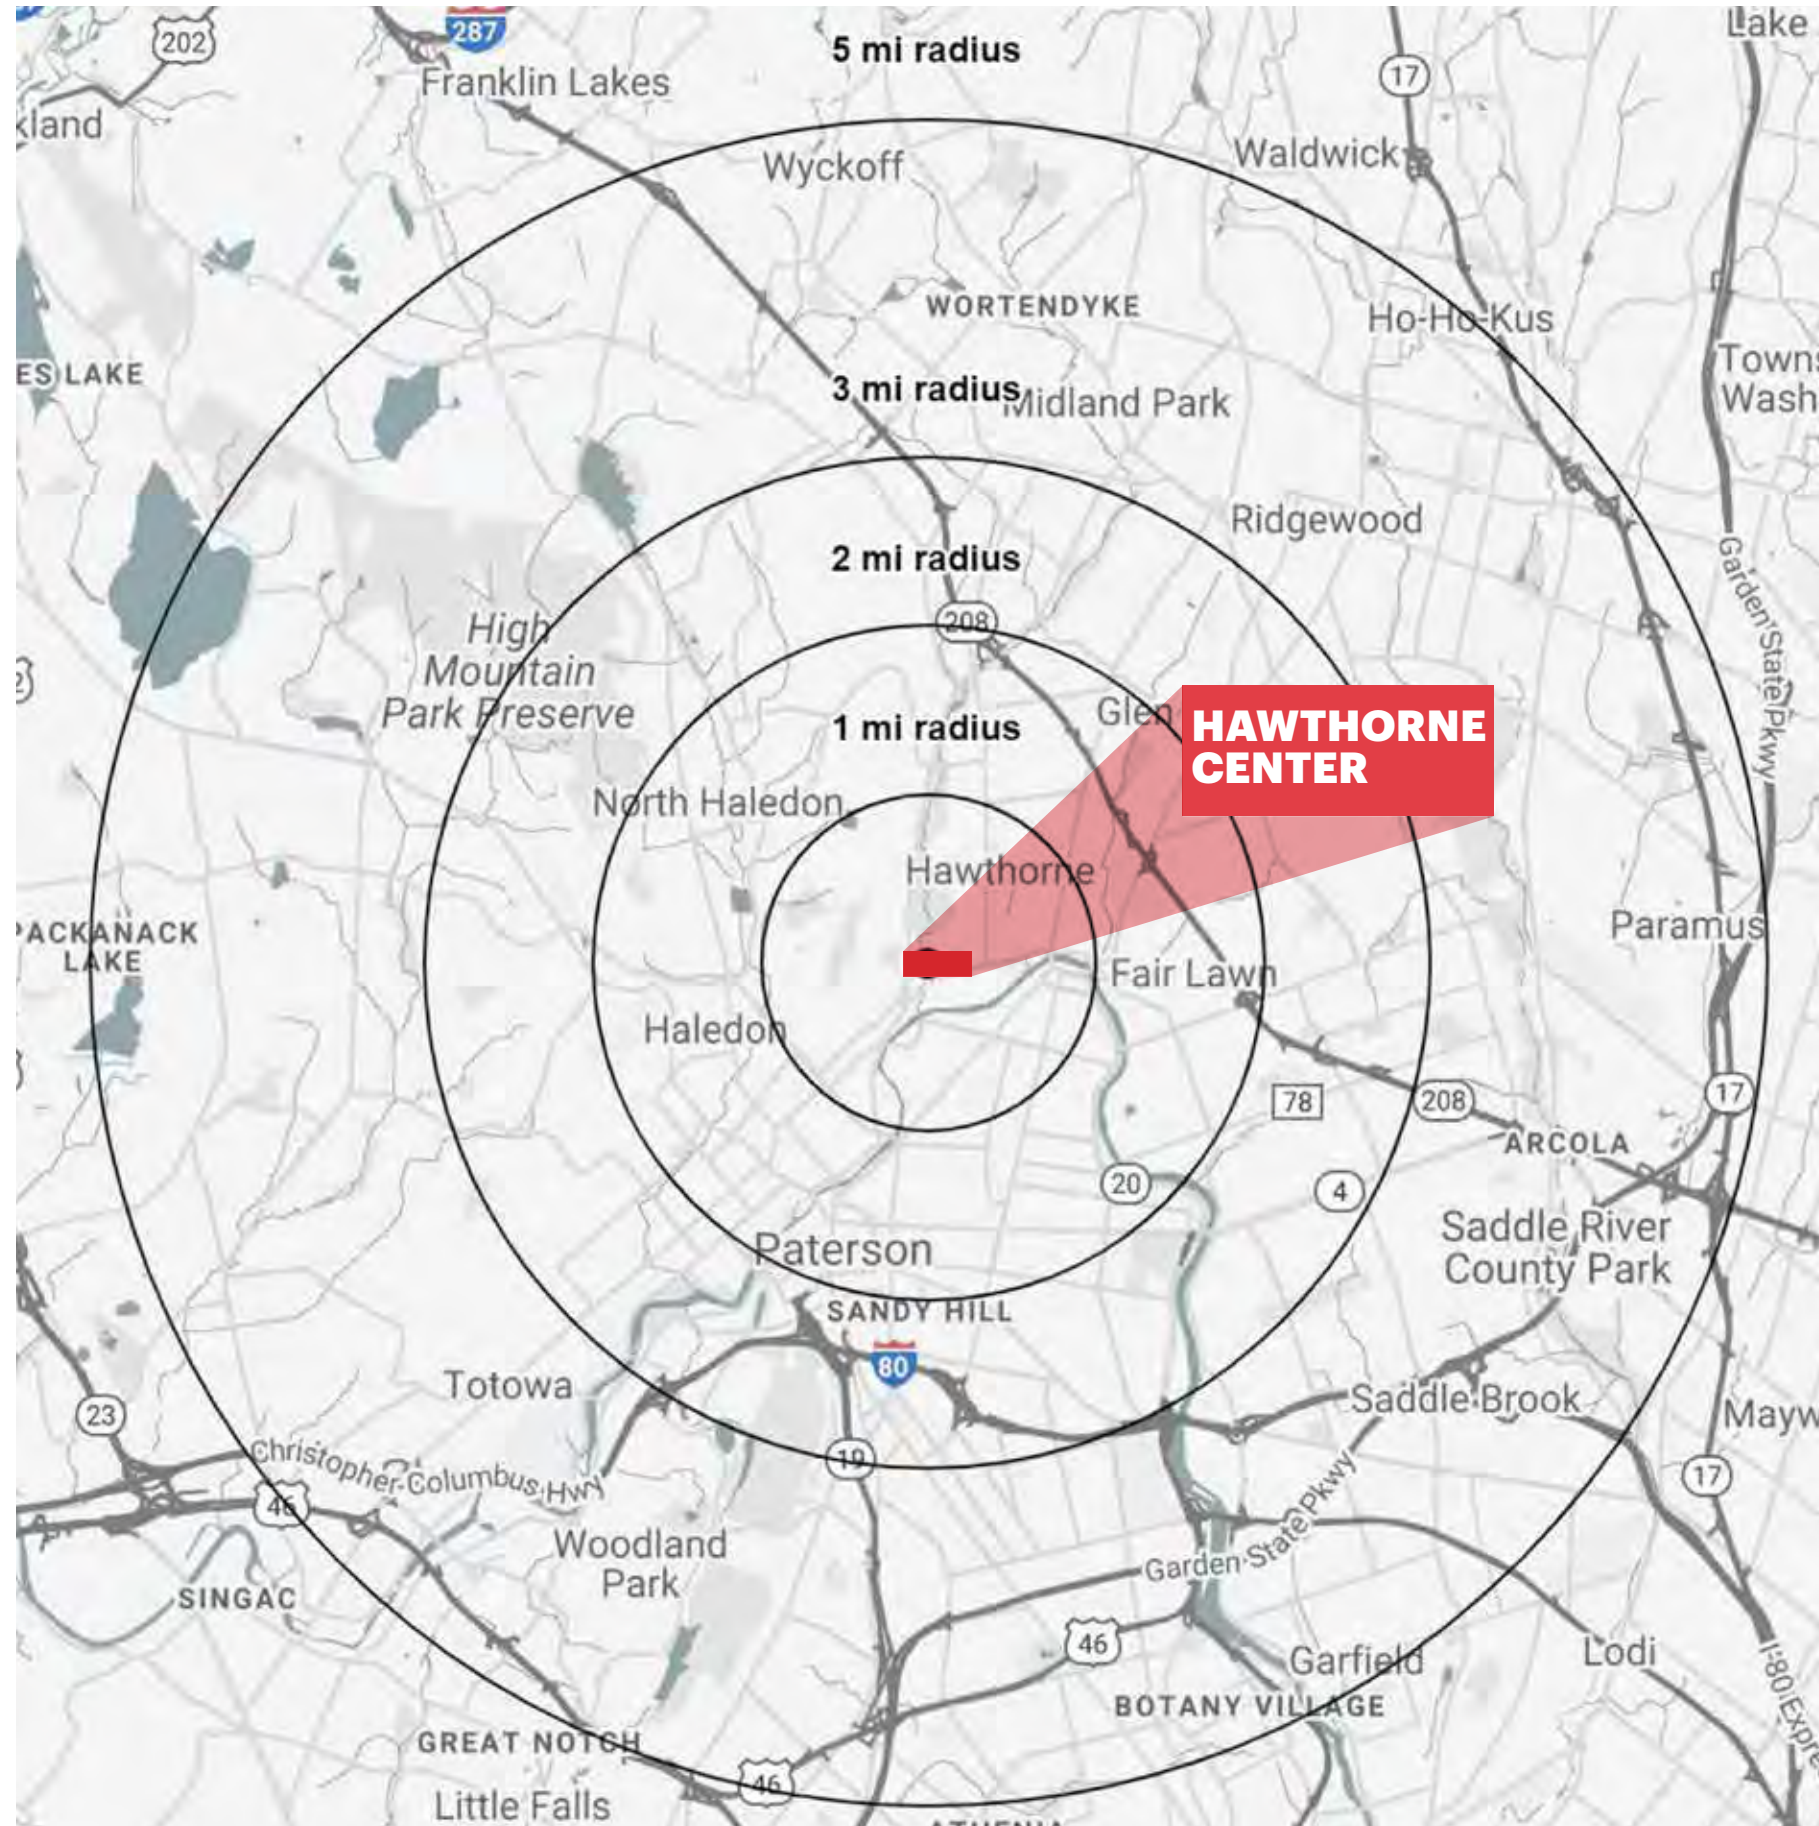 287
202
5 mi radius
Lake
Franklin Lakes
17
kland
Wyckoff
Waldwick
WORTENDYKE
Ho-Ho-Kus
ES LAKE
Towns
Wash
3 mi radius
Midland Park
Ridgewood
2 mi radius
Garden State Pkwy
208
High
Mountain
Park Preserve
2
Glen
HAWTHORNE
CENTER
1 mi radius
North Haledon
Hawthorne
PACKANACK
LAKE
Paramus
Fair Lawn
Haledon
78
208
17
ARCOLA
20
4
Saddle River
County Park
Paterson
SANDY HILL
80
Totowa
Saddle Brook
23
Mayw
Christopher Columbus Hwy
19
17
46
Woodland
Park
Garden State Pkwy
SINGAC
46
Garfield
Lodi
I-80 Expre
BOTANY VILLAGE
GREAT NOTCH
46
Little Falls